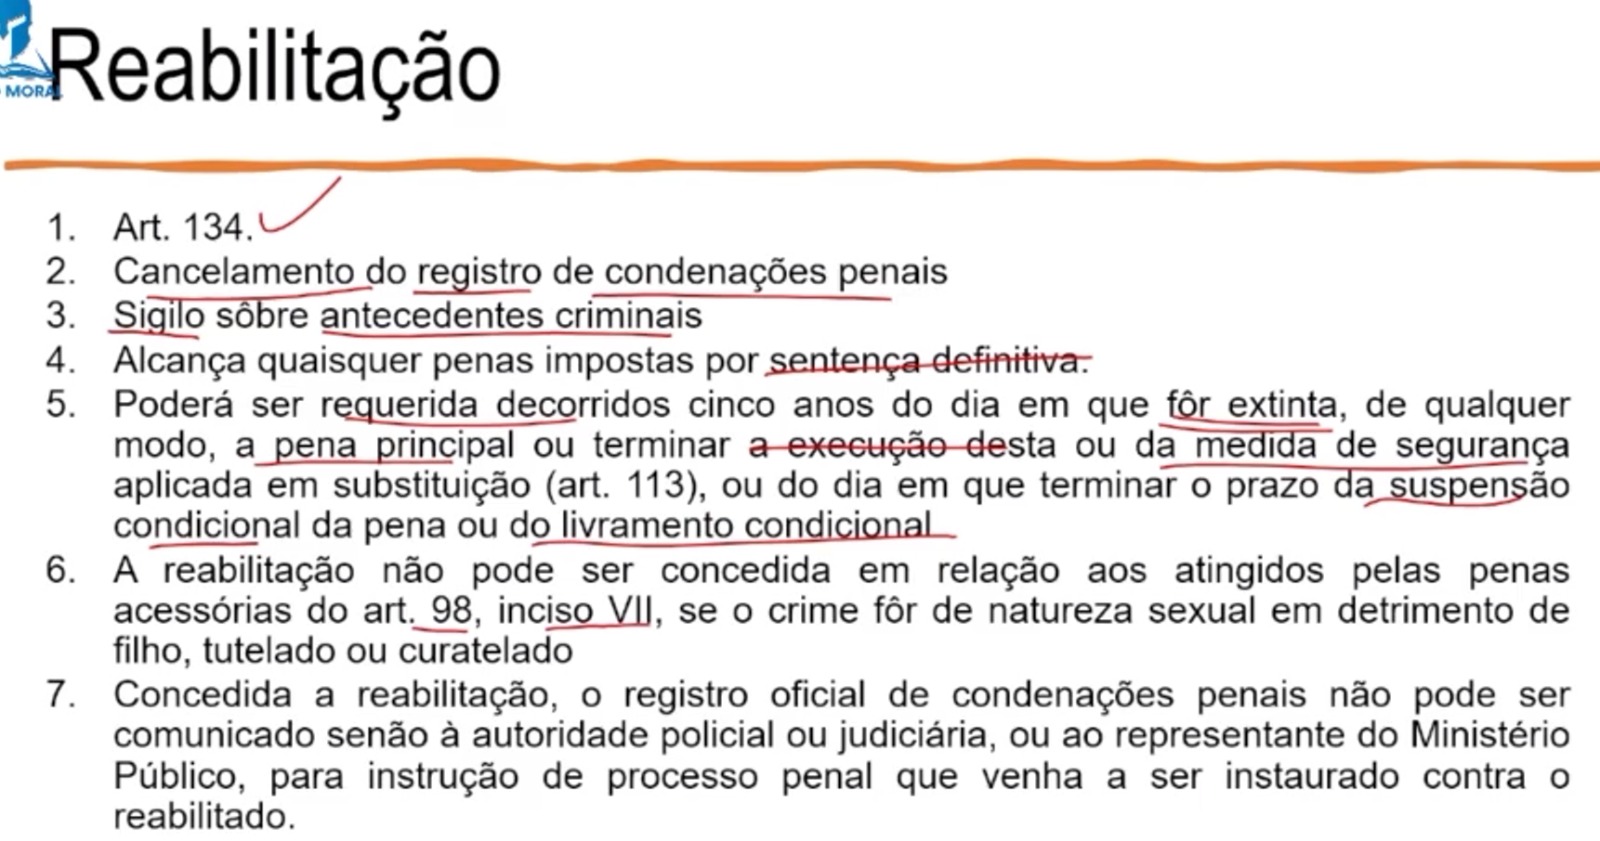 Reabilitação
MORAL
1. Art. 134.
2. Cancelamento do registro de condenações penais
3. Sigilo sôbre antecedentes criminais
4. Alcança quaisquer penas impostas por sentença definitiva.
5. Poderá ser requerida decorridos cinco anos do dia em que fôr extinta, de qualquer
modo, a pena principal ou terminar a execução desta ou da medida de segurança
aplicada em substituição (art. 113), ou do dia em que terminar o prazo da suspensão
condicional da pena ou do livramento condicional
6. A reabilitação não pode ser concedida em relação aos atingidos pelas penas
acessórias do art. 98, inciso VII, se o crime fôr de natureza sexual em detrimento de
filho, tutelado ou curatelado
7. Concedida a reabilitação, o registro oficial de condenações penais não pode ser
comunicado senão à autoridade policial ou judiciária, ou ao representante do Ministério
Público, para instrução de processo penal que venha a ser instaurado contra o
reabilitado.